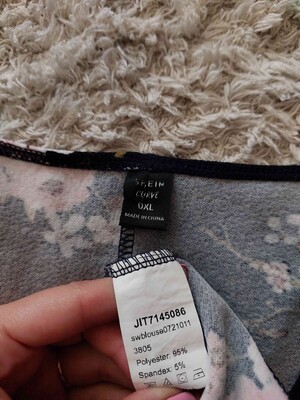 SHEIN
CURVE
0XL
MADE IN CHINA
JIT7145086
swblouse0721011
3805
Polyester: 95%
Spandex: 5%